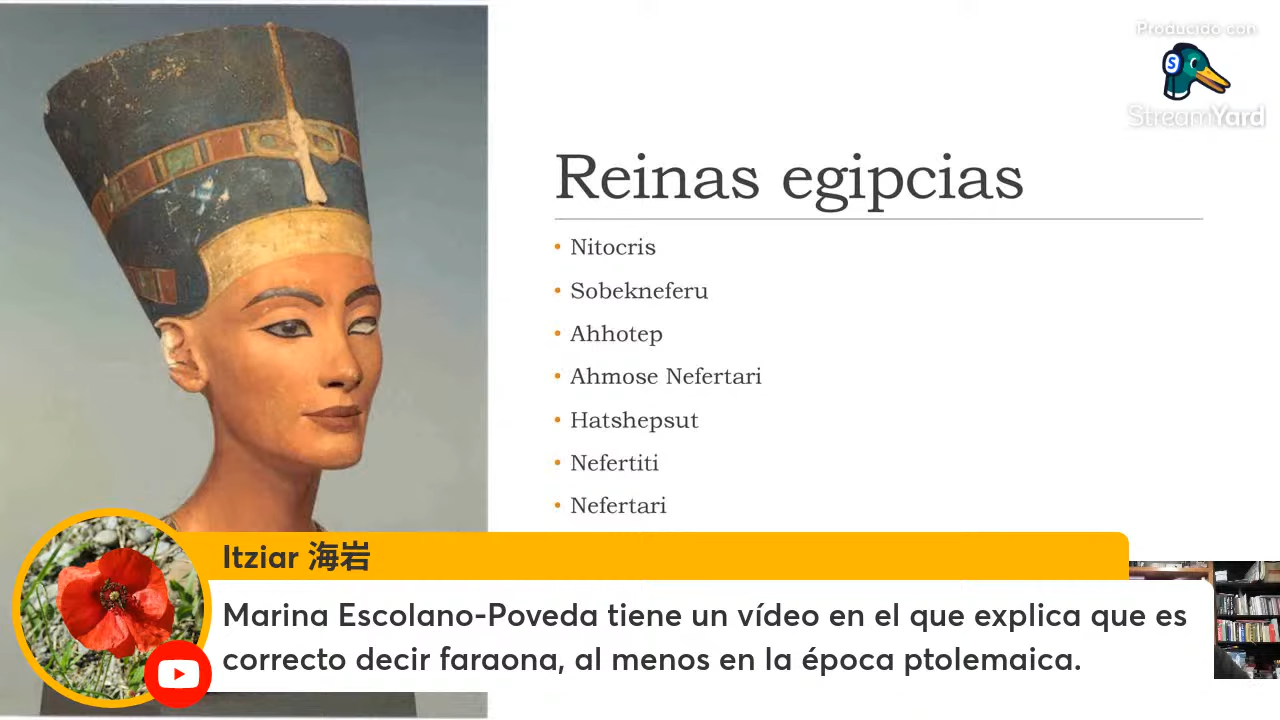 Producido con
StreamYard
Reinas egipcias
• Nitocris
• Sobekneferu
• Ahhotep
• Ahmose Nefertari
• Hatshepsut
• Nefertiti
• Nefertari
Itziar 海岩
Marina Escolano-Poveda tiene un vídeo en el que explica que es
correcto decir faraona, al menos en la época ptolemaica.